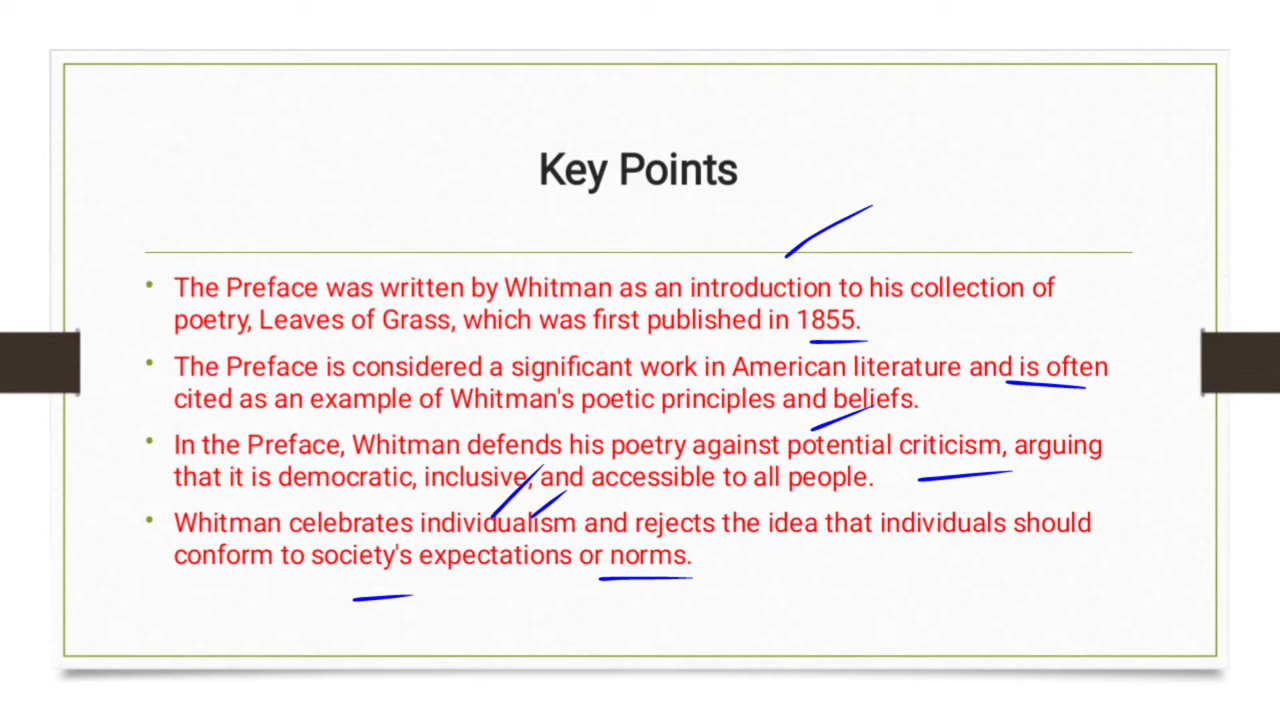 Key Points
• The Preface was written by Whitman as an introduction to his collection of
poetry, Leaves of Grass, which was first published in 1855.
• The Preface is considered a significant work in American literature and is often
cited as an example of Whitman's poetic principles and beliefs.
• In the Preface, Whitman defends his poetry against potential criticism, arguing
that it is democratic, inclusive, and accessible to all people.
• Whitman celebrates individualism and rejects the idea that individuals should
conform to society's expectations or norms.